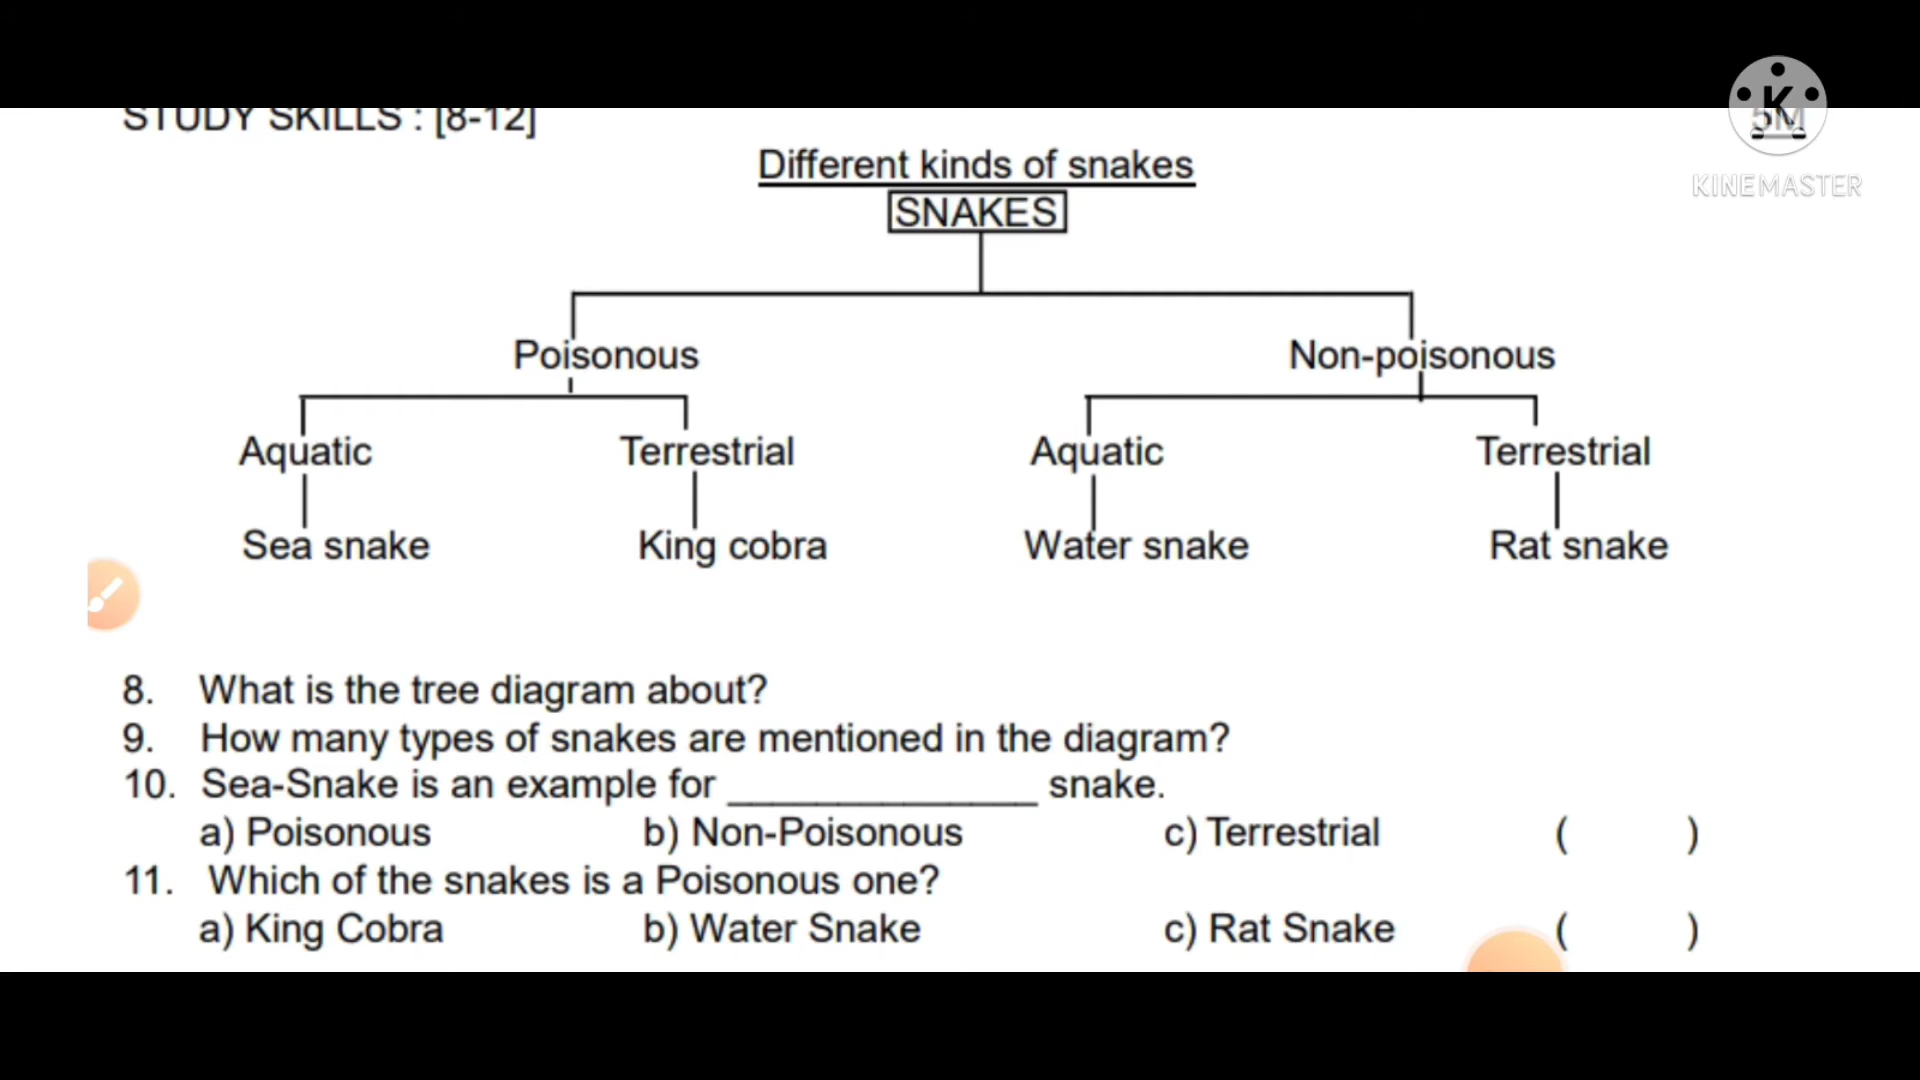 STUDY SKILLS : [8-12] 5M
KINEMASTER
Different kinds of snakes
SNAKES
Poisonous Non-poisonous
Aquatic Terrestrial Aquatic Terrestrial
Sea snake King cobra Water snake Rat snake
8. What is the tree diagram about?
9. How many types of snakes are mentioned in the diagram?
10. Sea-Snake is an example for ______________ snake.
a) Poisonous b) Non-Poisonous c) Terrestrial ( )
11. Which of the snakes is a Poisonous one?
a) King Cobra b) Water Snake c) Rat Snake ( )